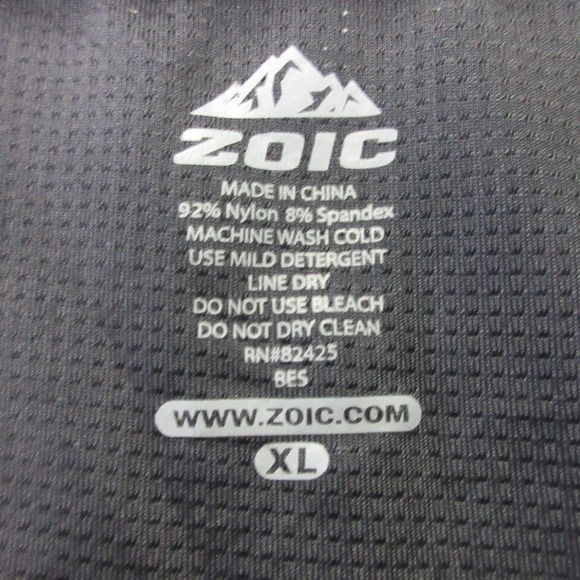 ZOIC
MADE IN CHINA
92% Nylon 8% Spandex
MACHINE WASH COLD
USE MILD DETERGENT
LINE DRY
DO NOT USE BLEACH
DO NOT DRY CLEAN
RN#82425
BES
WWW.ZOIC.COM
XL